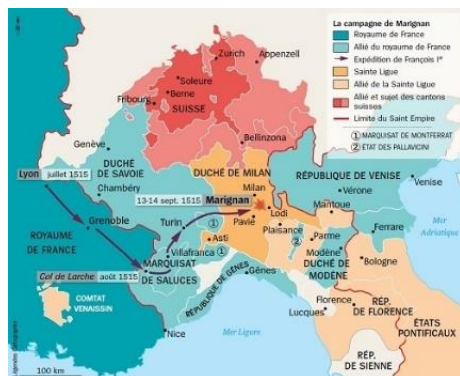 La campagne de Marignan
Royaume de France
Allié du royaume de France
Expédition de François Iᵉʳ
Sainte Ligue
Allié de la Sainte Ligue
Allié et sujet des cantons
suisses
Limite du Saint Empire
① MARQUISAT DE MONTFERRAT
② ÉTAT DES PALLAVICINI
Zurich
Appenzell
Soleure
Berne
SUISSE
Fribourg
Genève
Bellinzona
DUCHÉ
DE SAVOIE
DUCHÉ DE MILAN
RÉPUBLIQUE DE VENISE
Lyon
juillet 1515
Chambéry
13-14 sept. 1515
Marignan
Milan
Lodi
Vérone
Venise
Mantoue
Grenoble
Turin
Pavie
Plaisance
Mer
Adriatique
ROYAUME
DE FRANCE
①
Asti
②
Parme
Ferrare
Villafranca
①
Modène
MARQUISAT
DE SALUCES
DUCHÉ DE
MODÈNE
Bologne
Col de Larche
août 1515
RÉPUBLIQUE DE GÊNES
Gênes
COMTAT
VENAISSIN
Florence
RÉP.
DE FLORENCE
Lucques
ÉTATS
PONTIFICAUX
Nice
Mer Ligure
RÉP.
DE SIENNE
100 km
Légendes Cartographie